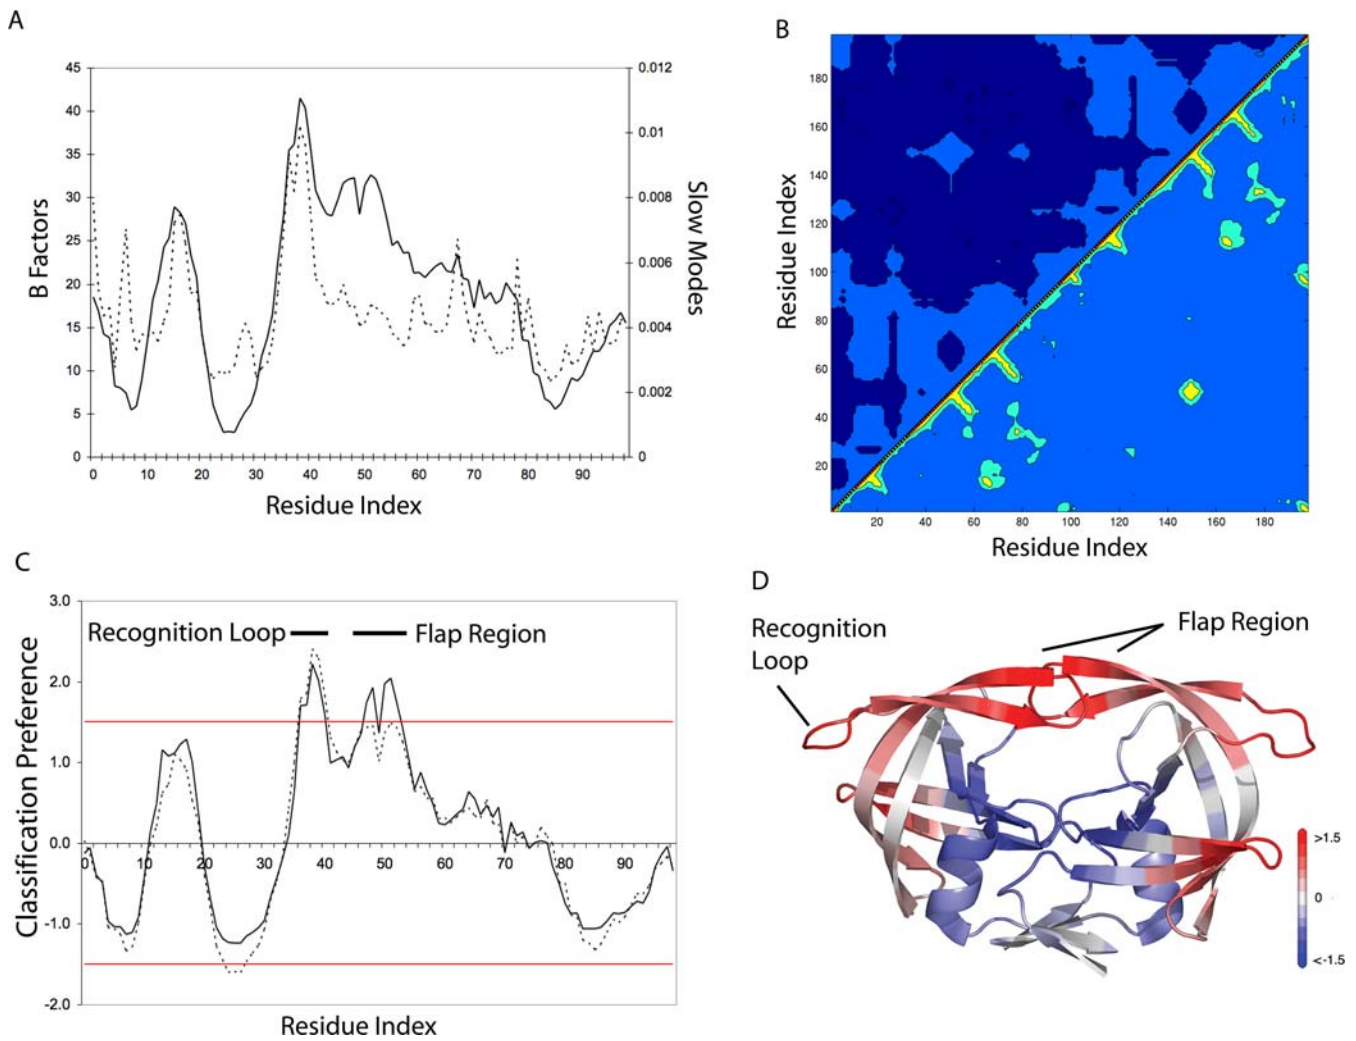 A
B Factors
45
40
35
30
25
20
15
10
5
0
0.012
0.01
0.008
0.006
0.004
0.002
0
Slow Modes
0 10 20 30 40 50 60 70 80 90
Residue Index
B
Residue Index
180
160
140
120
100
80
60
40
20
20 40 60 80 100 120 140 160 180
Residue Index
C
Classification Preference
3.0
2.0
1.0
0.0
-1.0
-2.0
Recognition Loop
Flap Region
0 10 20 30 40 50 60 70 80 90
Residue Index
D
Recognition
Loop
Flap Region
>1.5
0
<-1.5